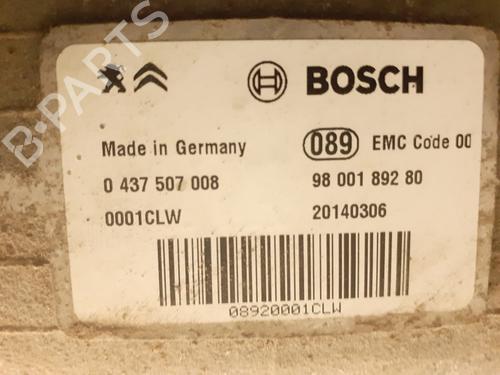 BOSCH
Made in Germany
089 EMC Code 00
0 437 507 008
98 001 892 80
0001CLW
20140306
08920001CLW
B-PARTS